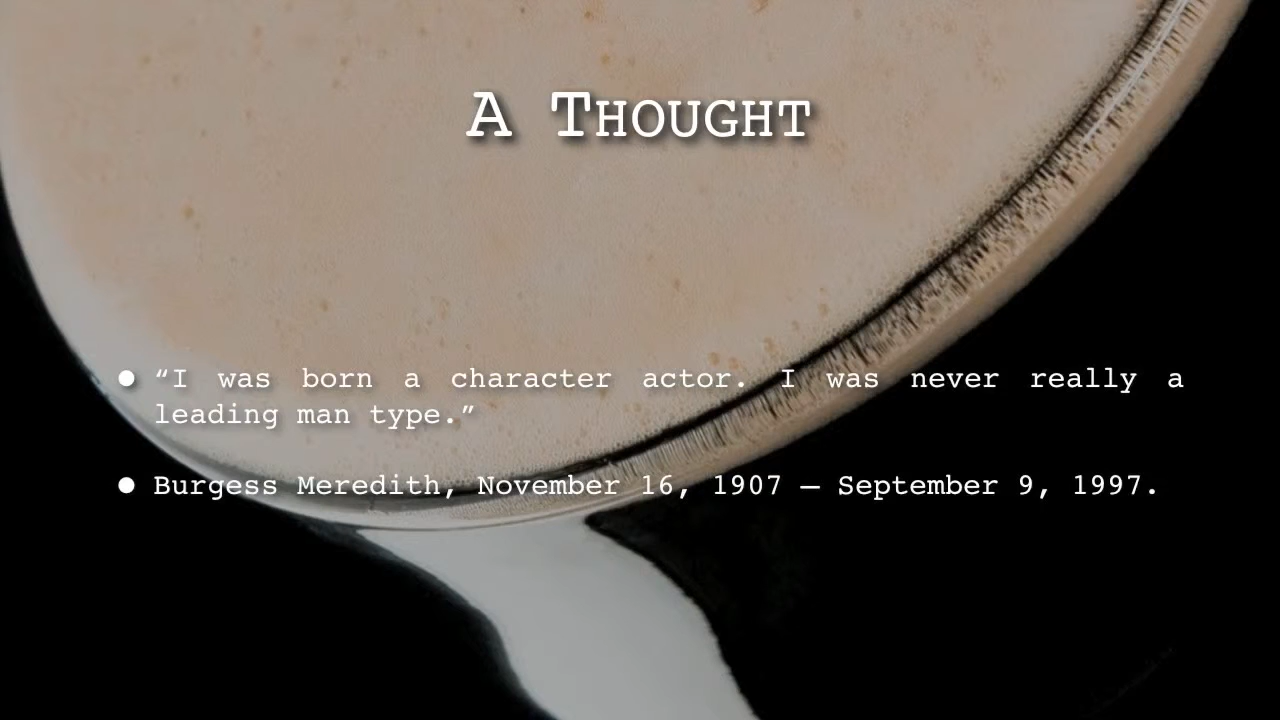 A Thought
● “I was born a character actor. I was never really a
leading man type.”
● Burgess Meredith, November 16, 1907 – September 9, 1997.